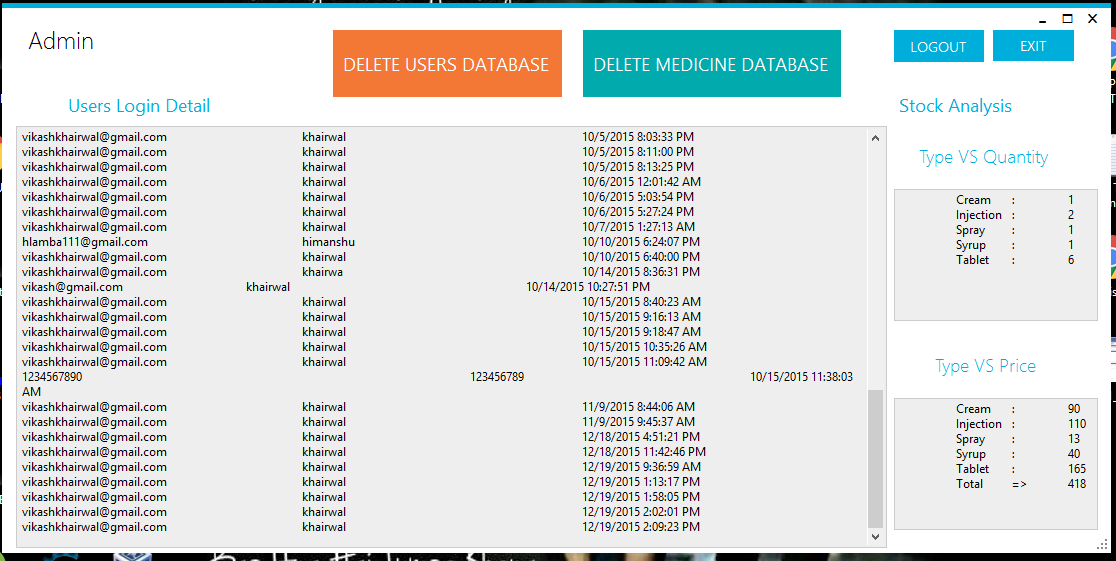 Admin
DELETE USERS DATABASE
DELETE MEDICINE DATABASE
LOGOUT
EXIT
Users Login Detail
vikashkhairwal@gmail.com khairwal 10/5/2015 8:03:33 PM
vikashkhairwal@gmail.com khairwal 10/5/2015 8:11:00 PM
vikashkhairwal@gmail.com khairwal 10/5/2015 8:13:25 PM
vikashkhairwal@gmail.com khairwal 10/6/2015 12:01:42 AM
vikashkhairwal@gmail.com khairwal 10/6/2015 5:03:54 PM
vikashkhairwal@gmail.com khairwal 10/6/2015 5:27:24 PM
vikashkhairwal@gmail.com khairwal 10/7/2015 1:27:13 AM
hlamba111@gmail.com himanshu 10/10/2015 6:24:07 PM
vikashkhairwal@gmail.com khairwal 10/10/2015 6:40:00 PM
vikashkhairwal@gmail.com khairwa 10/14/2015 8:36:31 PM
vikash@gmail.com khairwal 10/14/2015 10:27:51 PM
vikashkhairwal@gmail.com khairwal 10/15/2015 8:40:23 AM
vikashkhairwal@gmail.com khairwal 10/15/2015 9:16:13 AM
vikashkhairwal@gmail.com khairwal 10/15/2015 9:18:47 AM
vikashkhairwal@gmail.com khairwal 10/15/2015 10:35:26 AM
vikashkhairwal@gmail.com khairwal 10/15/2015 11:09:42 AM
1234567890 123456789 10/15/2015 11:38:03
AM
vikashkhairwal@gmail.com khairwal 11/9/2015 8:44:06 AM
vikashkhairwal@gmail.com khairwal 11/9/2015 9:45:37 AM
vikashkhairwal@gmail.com khairwal 12/18/2015 4:51:21 PM
vikashkhairwal@gmail.com khairwal 12/18/2015 11:42:46 PM
vikashkhairwal@gmail.com khairwal 12/19/2015 9:36:59 AM
vikashkhairwal@gmail.com khairwal 12/19/2015 1:13:17 PM
vikashkhairwal@gmail.com khairwal 12/19/2015 1:58:05 PM
vikashkhairwal@gmail.com khairwal 12/19/2015 2:02:01 PM
vikashkhairwal@gmail.com khairwal 12/19/2015 2:09:23 PM
Stock Analysis
Type VS Quantity
Cream : 1
Injection : 2
Spray : 1
Syrup : 1
Tablet : 6
Type VS Price
Cream : 90
Injection : 110
Spray : 13
Syrup : 40
Tablet : 165
Total => 418